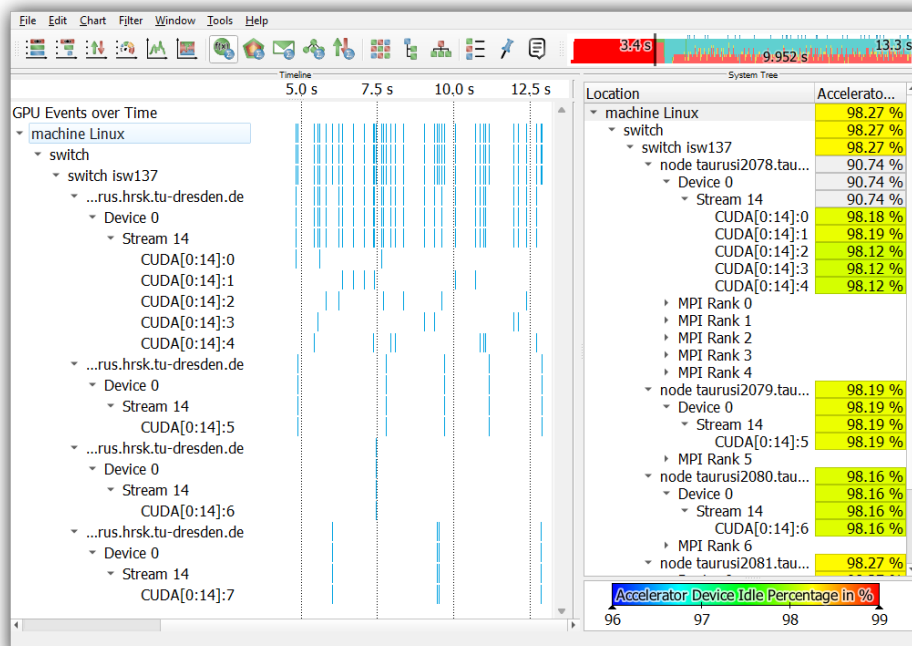 File Edit Chart Filter Window Tools Help
3.4 s 9.952 s 13.3 s
Timeline
5.0 s 7.5 s 10.0 s 12.5 s
GPU Events over Time
machine Linux
switch
switch isw137
...rus.hrsk.tu-dresden.de
Device 0
Stream 14
CUDA[0:14]:0
CUDA[0:14]:1
CUDA[0:14]:2
CUDA[0:14]:3
CUDA[0:14]:4
...rus.hrsk.tu-dresden.de
Device 0
Stream 14
CUDA[0:14]:5
...rus.hrsk.tu-dresden.de
Device 0
Stream 14
CUDA[0:14]:6
...rus.hrsk.tu-dresden.de
Device 0
Stream 14
CUDA[0:14]:7
System Tree
Location Accelerato...
machine Linux 98.27 %
switch 98.27 %
switch isw137 98.27 %
node taurusi2078.tau... 90.74 %
Device 0 90.74 %
Stream 14 90.74 %
CUDA[0:14]:0 98.18 %
CUDA[0:14]:1 98.19 %
CUDA[0:14]:2 98.12 %
CUDA[0:14]:3 98.12 %
CUDA[0:14]:4 98.12 %
MPI Rank 0
MPI Rank 1
MPI Rank 2
MPI Rank 3
MPI Rank 4
node taurusi2079.tau... 98.19 %
Device 0 98.19 %
Stream 14 98.19 %
CUDA[0:14]:5 98.19 %
MPI Rank 5
node taurusi2080.tau... 98.16 %
Device 0 98.16 %
Stream 14 98.16 %
CUDA[0:14]:6 98.16 %
MPI Rank 6
node taurusi2081.tau... 98.27 %
Accelerator Device Idle Percentage in %
96 97 98 99